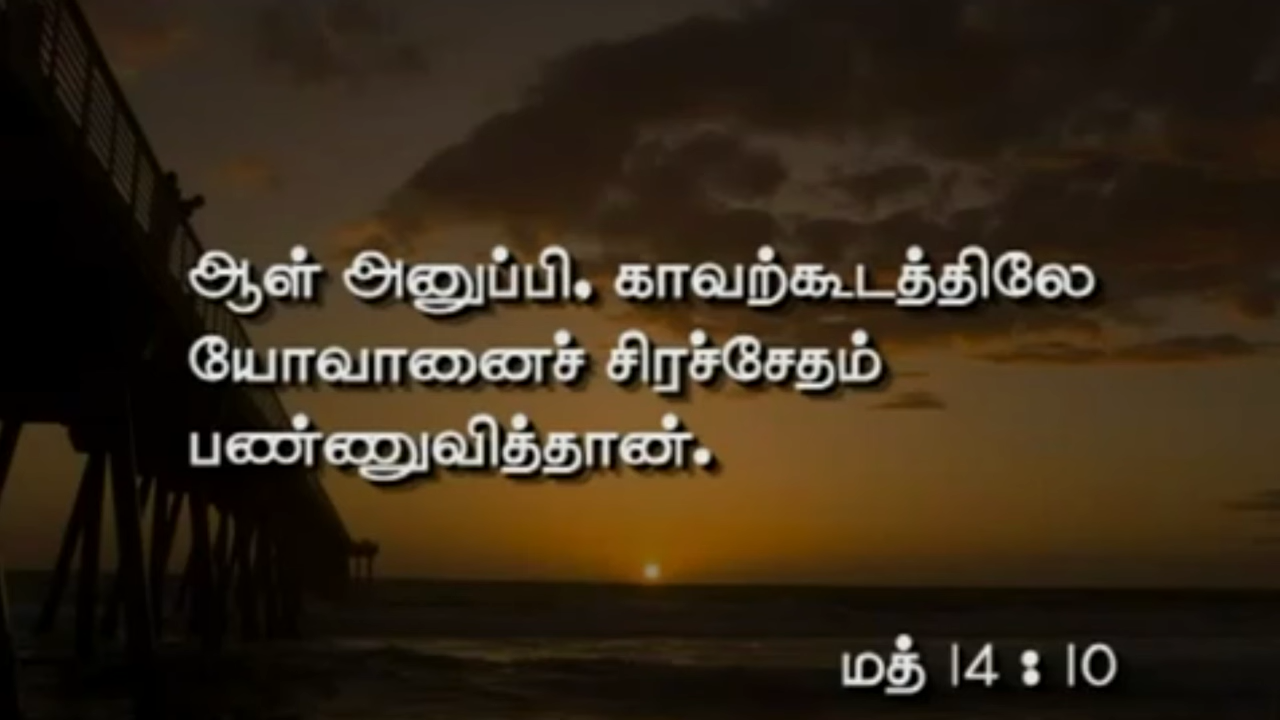 ஆள் அனுப்பி. காவற்கூடத்திலே
யோவானைச் சிரச்சேதம்
பண்ணுவித்தான்.
மத் 14 : 10